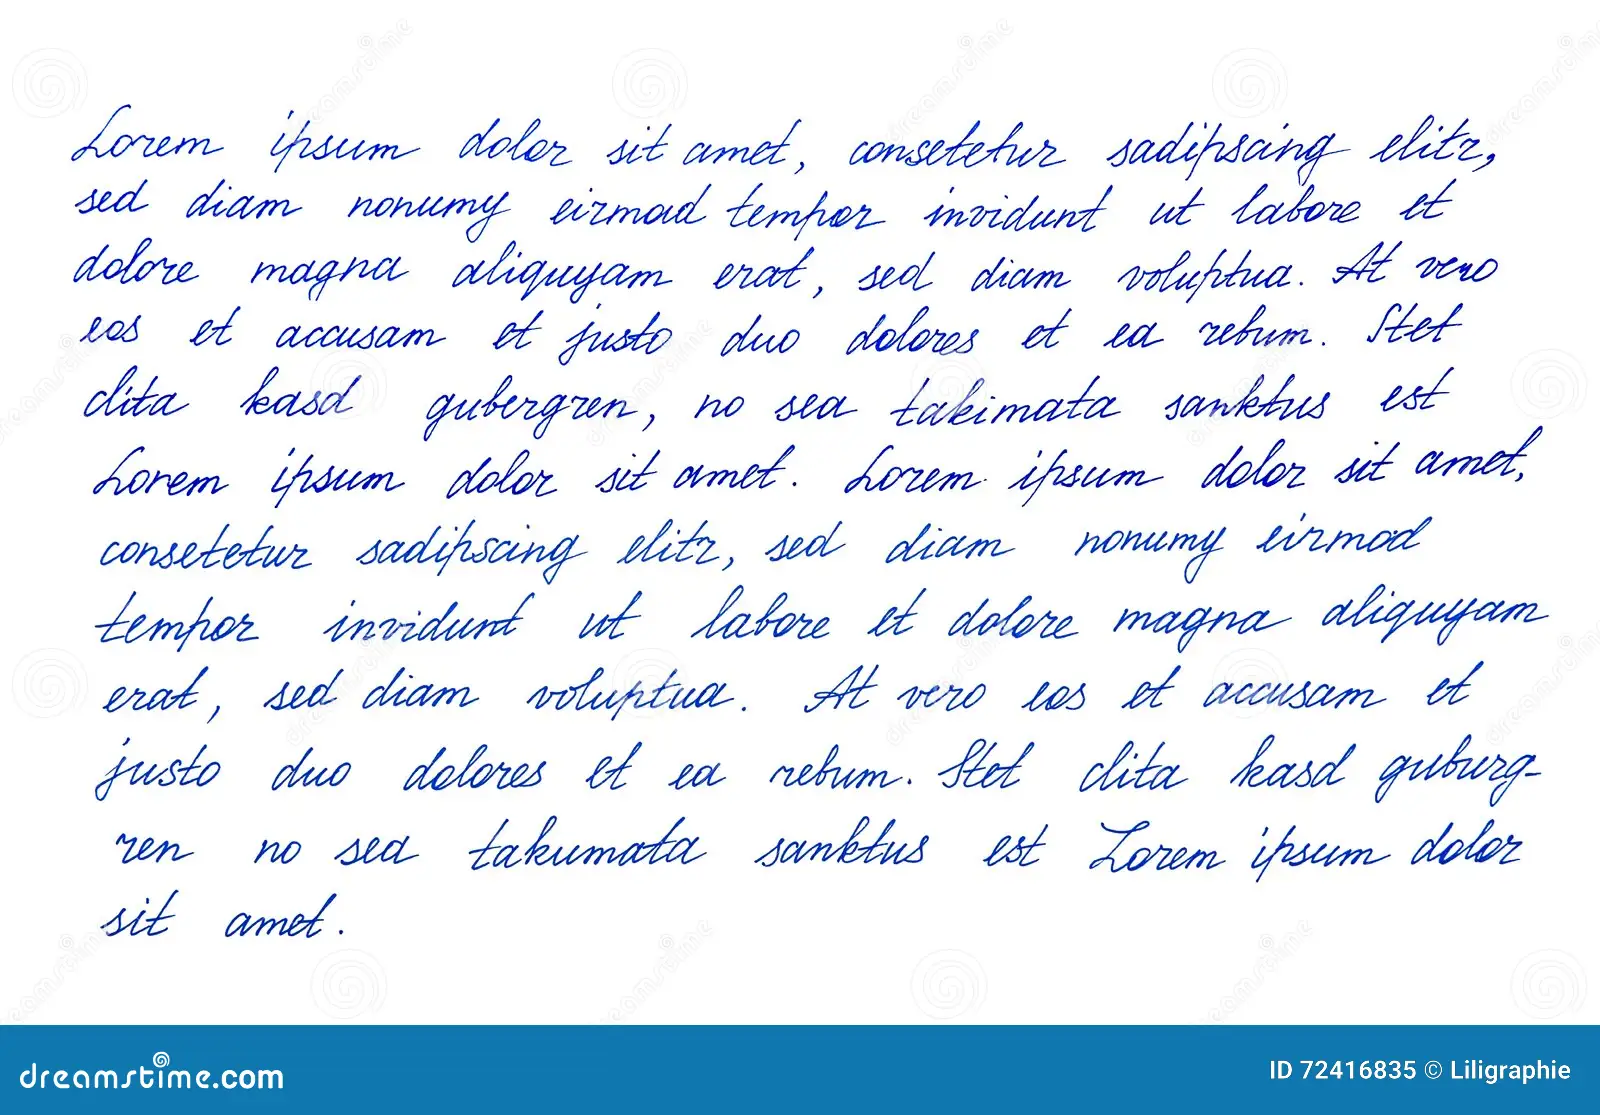 Lorem ipsum dolor sit amet, consetetur sadipscing elitr,
sed diam nonumy eirmod tempor invidunt ut labore et
dolore magna aliquyam erat, sed diam voluptua. At vero
eos et accusam et justo duo dolores et ea rebum. Stet
clita kasd gubergren, no sea takimata sanktus est
Lorem ipsum dolor sit amet. Lorem ipsum dolor sit amet,
consetetur sadipscing elitr, sed diam nonumy eirmod
tempor invidunt ut labore et dolore magna aliquyam
erat, sed diam voluptua. At vero eos et accusam et
justo duo dolores et ea rebum. Stet clita kasd guburg-
ren no sea takumata sanktus est Lorem ipsum dolor
sit amet.
dreamstime.com
ID 72416835 © Liligraphie